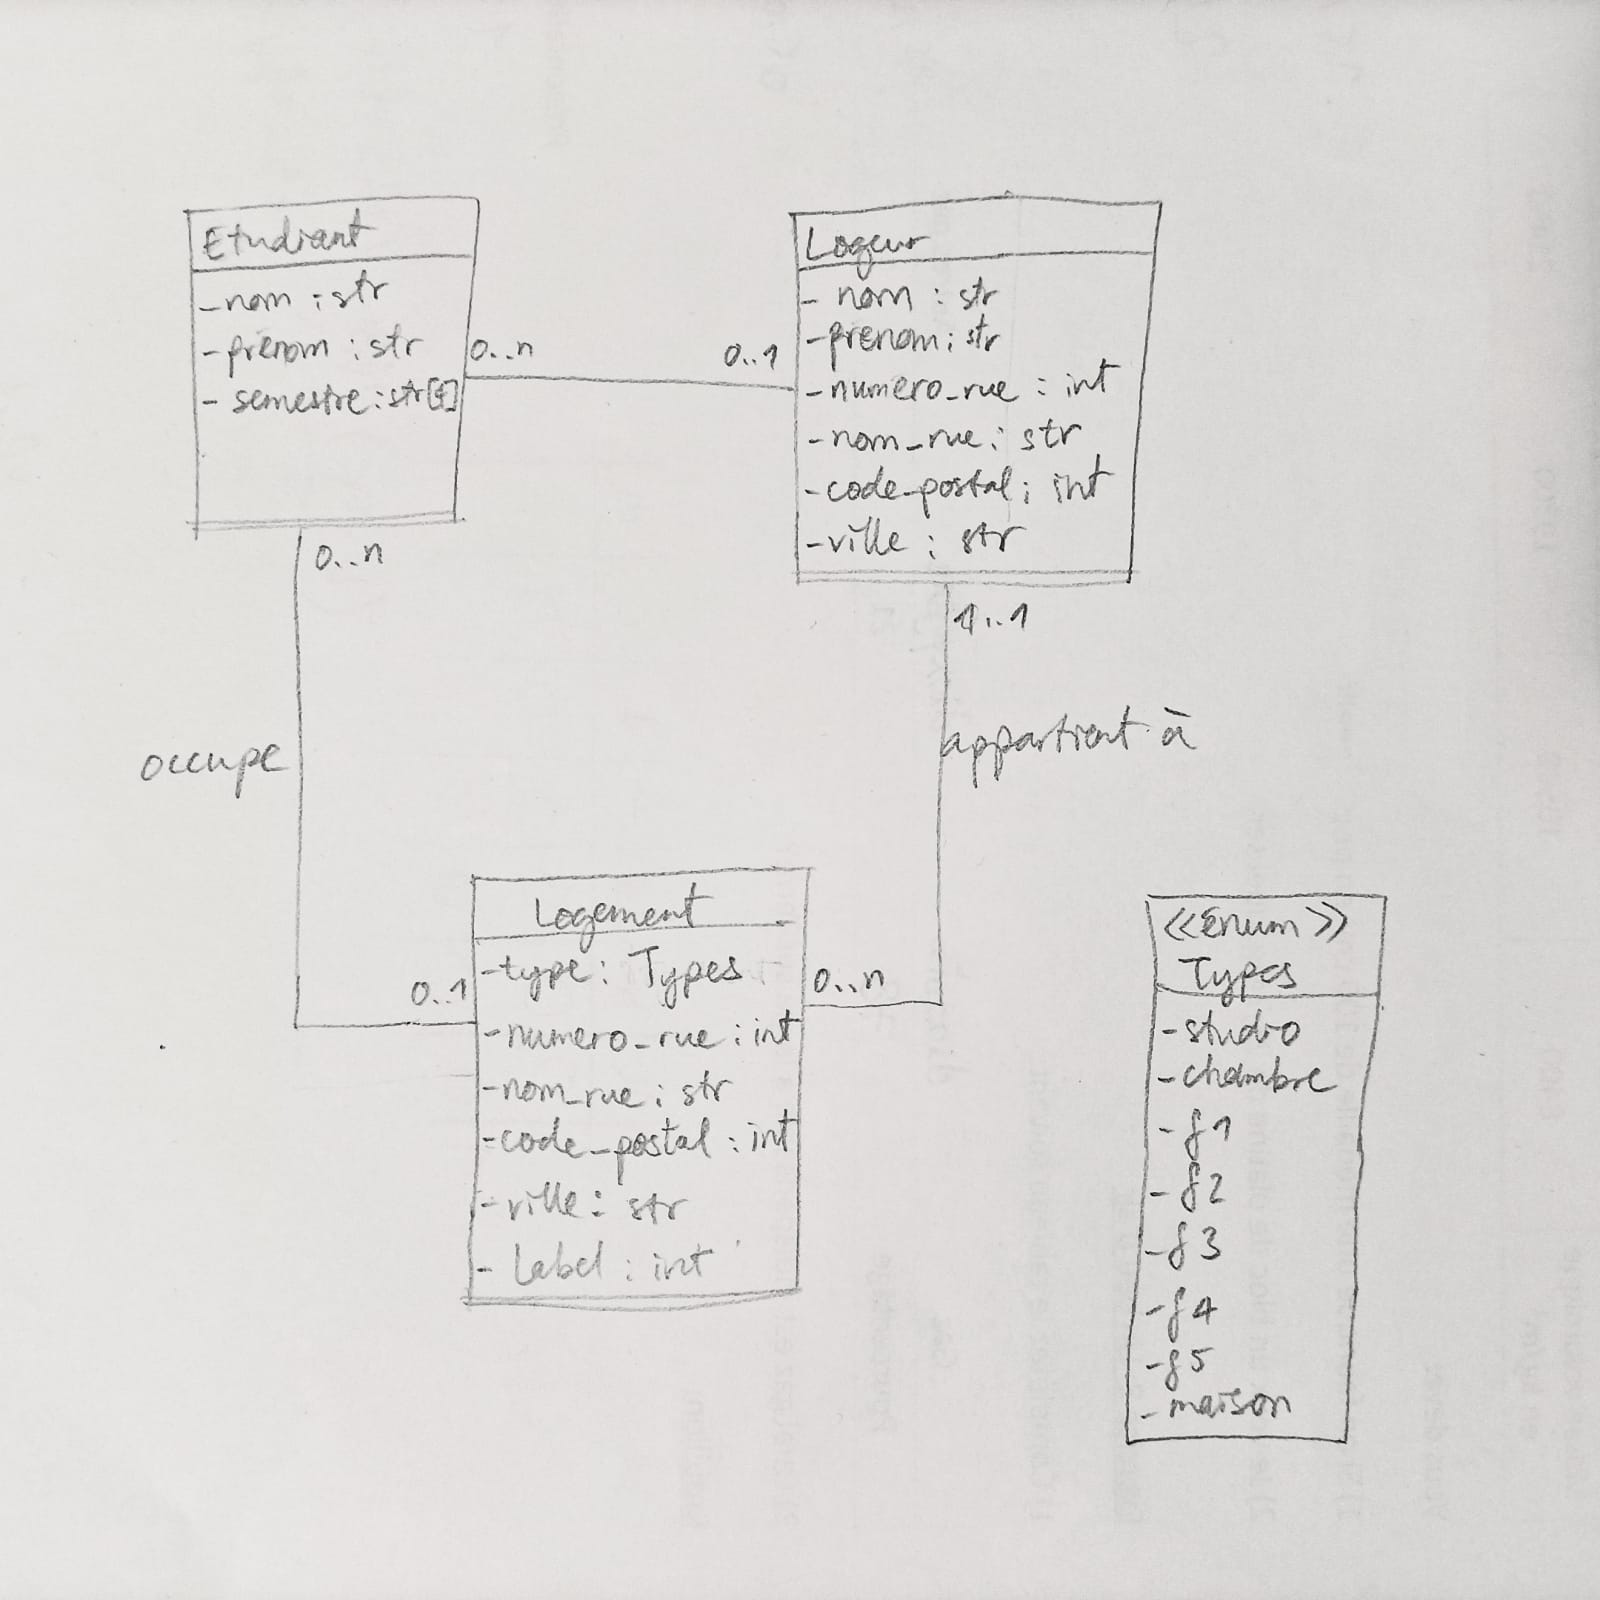 Etudiant
-nom : str
-prénom : str
- semestre : str[]
0..n
0..1
Logeur
- nom : str
-prenom : str
-numero_rue : int
-nom_rue : str
-code_postal : int
-ville : str
0..n
1..1
occupe
appartient à
Logement
-type : Types
-numero_rue : int
-nom_rue : str
-code_postal : int
-ville : str
- Label : int
0..1
0..n
<<enum>>
Types
-studio
-chambre
-f1
-f2
-f3
-f4
-f5
-maison